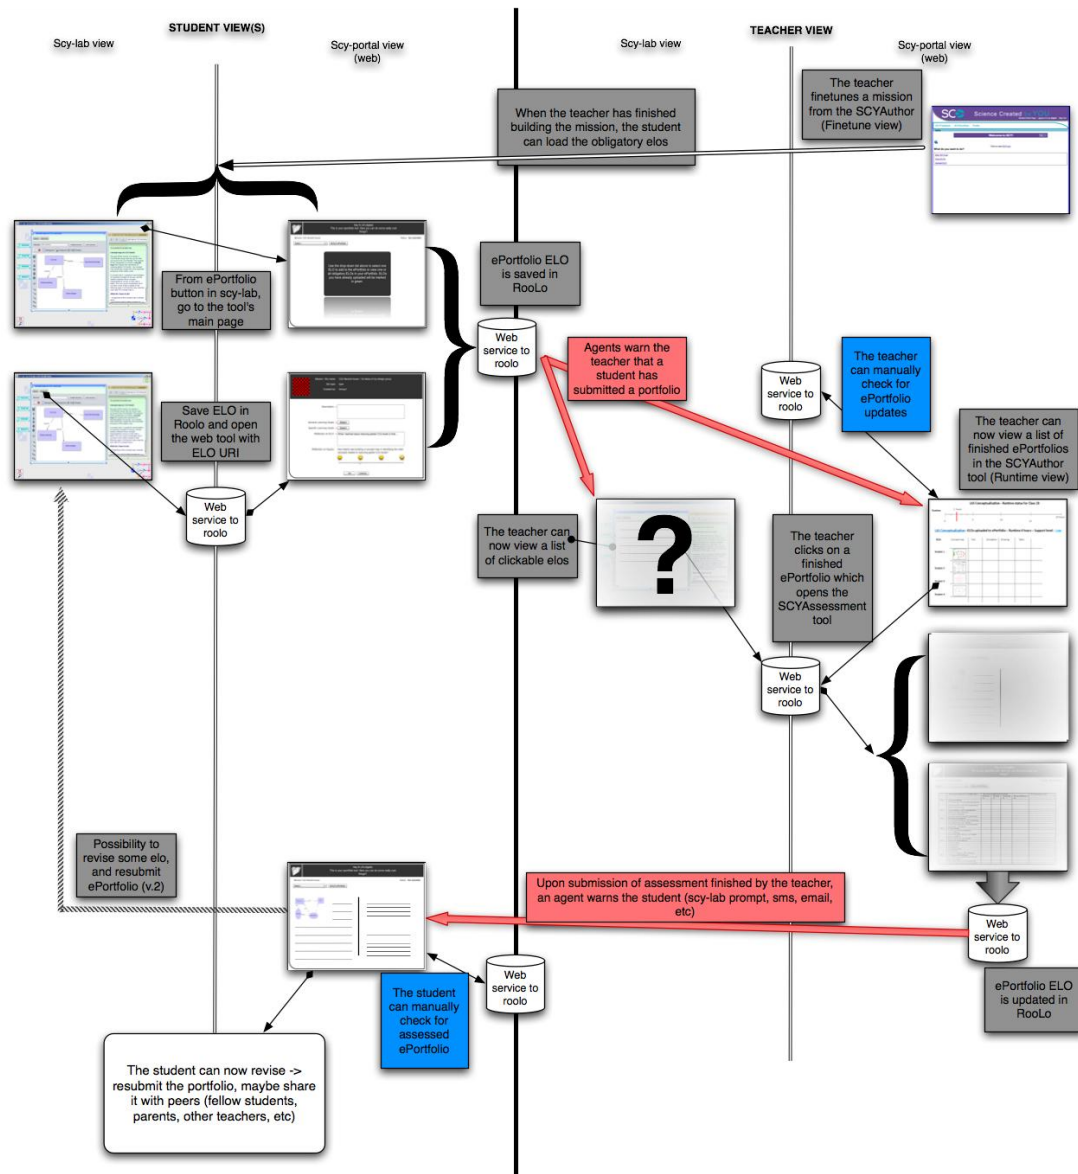 STUDENT VIEW(S)
TEACHER VIEW
Scy-lab view
Scy-portal view
(web)
Scy-lab view
Scy-portal view
(web)
The teacher
finetunes a mission
from the SCYAuthor
(Finetune view)
When the teacher has finished
building the mission, the student
can load the obligatory elos
From ePortfolio
button in scy-lab,
go to the tool's
main page
ePortfolio ELO
is saved in
RooLo
Web
service to
roolo
Agents warn the
teacher that a
student has
submitted a portfolio
The teacher
can manually
check for
ePortfolio
updates
Web
service to
roolo
Save ELO in
Roolo and open
the web tool with
ELO URI
The teacher can
now view a list of
finished ePortfolios
in the SCYAuthor
tool (Runtime view)
Web
service to
roolo
The teacher can
now view a list
of clickable elos
?
The teacher
clicks on a
finished
ePortfolio which
opens the
SCYAssessment
tool
Web
service to
roolo
Possibility to
revise some elo,
and resubmit
ePortfolio (v.2)
Upon submission of assessment finished by the teacher,
an agent warns the student (scy-lab prompt, sms, email,
etc)
Web
service to
roolo
Web
service to
roolo
The student
can manually
check for
assessed
ePortfolio
ePortfolio ELO
is updated in
RooLo
The student can now revise ->
resubmit the portfolio, maybe share
it with peers (fellow students,
parents, other teachers, etc)